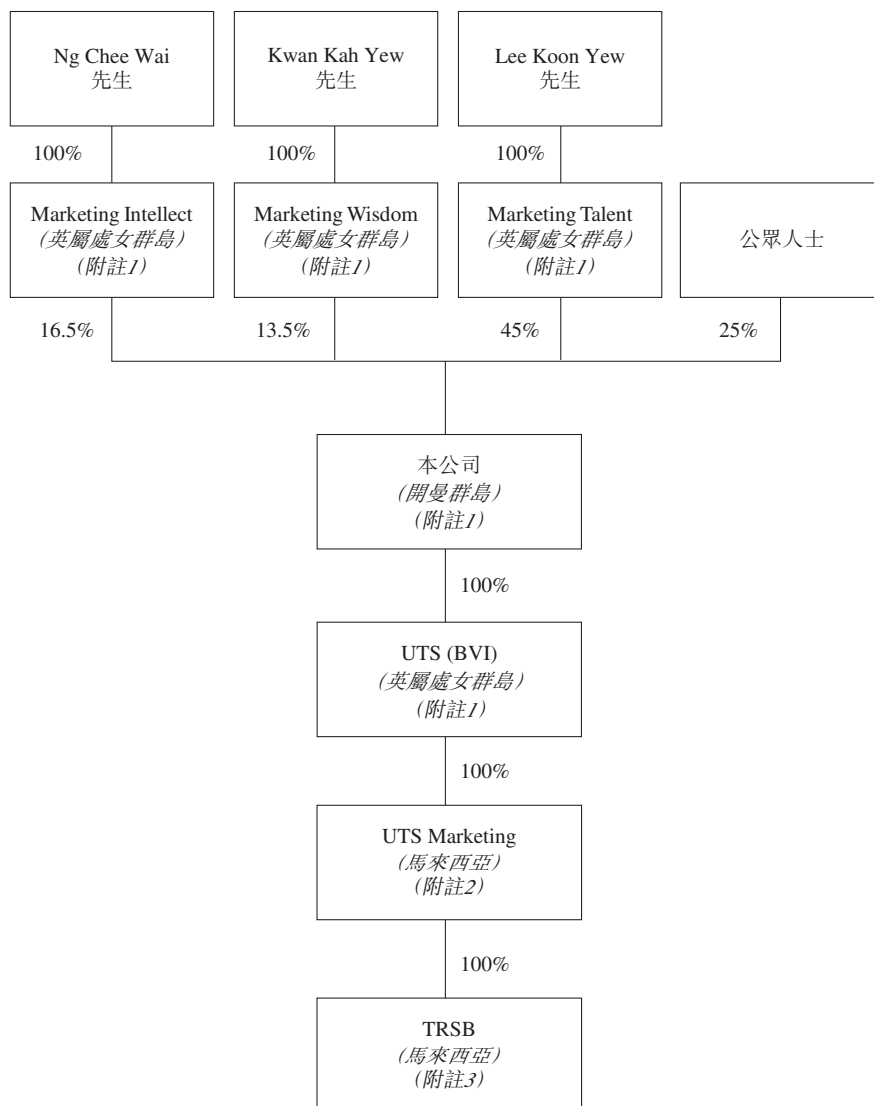 Ng Chee Wai
先生
Kwan Kah Yew
先生
Lee Koon Yew
先生
100%
100%
100%
Marketing Intellect
（英屬處女群島）
（附註1）
Marketing Wisdom
（英屬處女群島）
（附註1）
Marketing Talent
（英屬處女群島）
（附註1）
公眾人士
16.5%
13.5%
45%
25%
本公司
（開曼群島）
（附註1）
100%
UTS (BVI)
（英屬處女群島）
（附註1）
100%
UTS Marketing
（馬來西亞）
（附註2）
100%
TRSB
（馬來西亞）
（附註3）